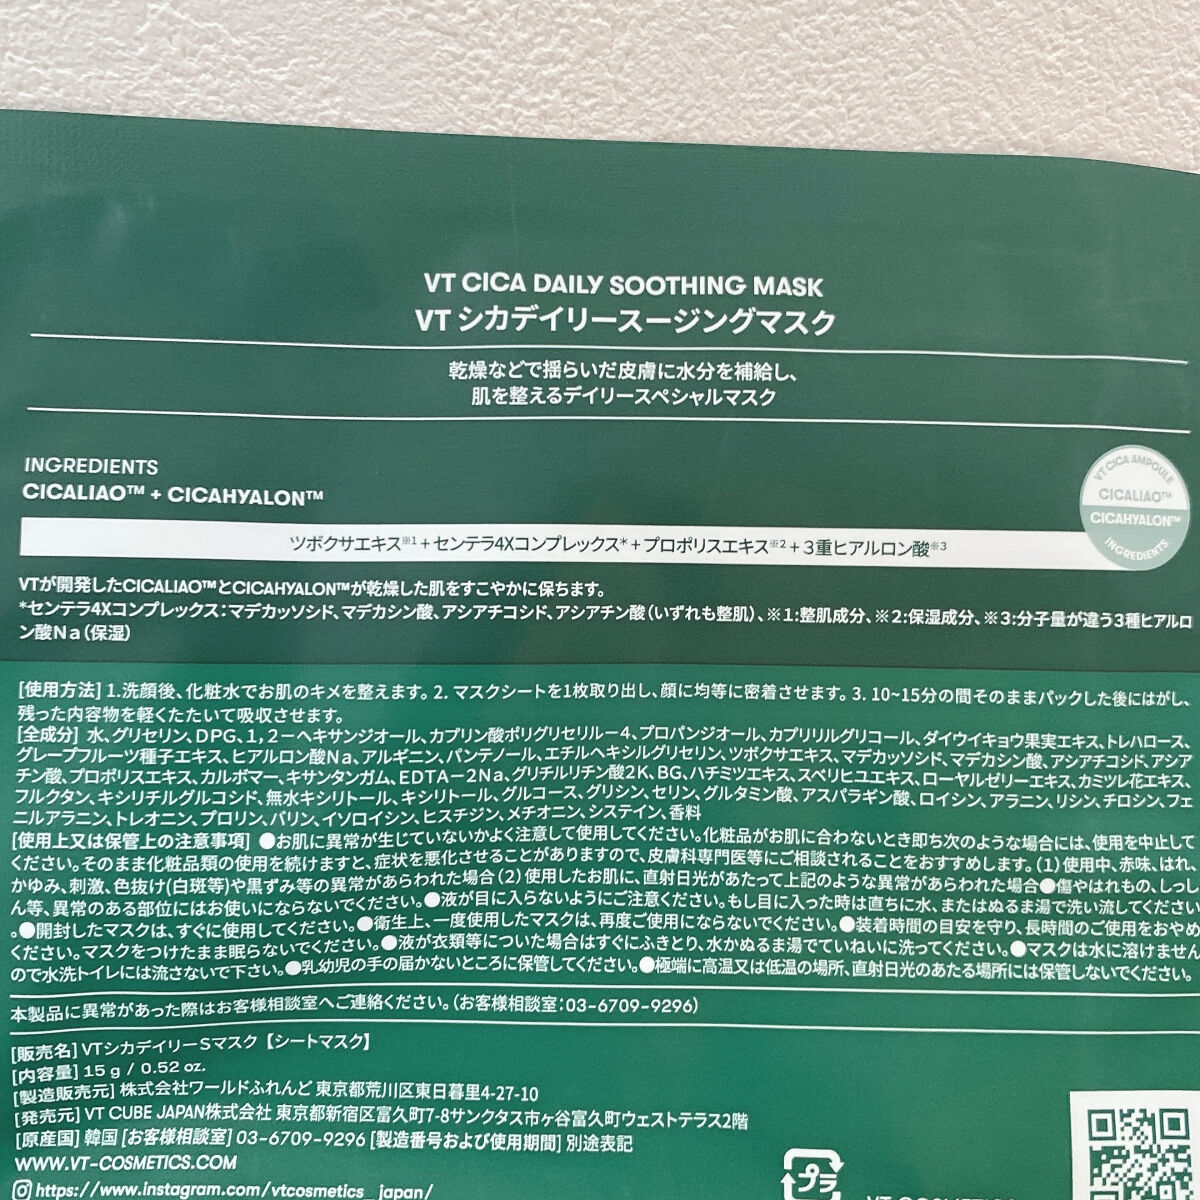 VT CICA DAILY SOOTHING MASK
VT シカデイリースージングマスク
乾燥などで揺らいだ皮膚に水分を補給し、
肌を整えるデイリースペシャルマスク
INGREDIENTS
CICALIAO™ + CICAHYALON™
VT CICA AMPOULE
CICALIAO™
CICAHYALON™
INGREDIENTS
ツボクサエキス※1 + センテラ4Xコンプレックス* + プロポリスエキス※2 + 3重ヒアルロン酸※3
VTが開発したCICALIAO™とCICAHYALON™が乾燥した肌をすこやかに保ちます。
*センテラ4Xコンプレックス:マデカッソシド、マデカシン酸、アシアチコシド、アシアチン酸(いずれも整肌)、※1:整肌成分、※2:保湿成分、※3:分子量が違う3種ヒアルロ
ン酸Na(保湿)
[使用方法] 1.洗顔後、化粧水でお肌のキメを整えます。2. マスクシートを1枚取り出し、顔に均等に密着させます。3. 10~15分の間そのままパックした後にはがし、
残った内容物を軽くたたいて吸収させます。
[全成分] 水、グリセリン、DPG、1,2-ヘキサンジオール、カプリン酸ポリグリセリル-4、プロパンジオール、カプリリルグリコール、ダイウイキョウ果実エキス、トレハロース、
グレープフルーツ種子エキス、ヒアルロン酸Na、アルギニン、パンテノール、エチルヘキシルグリセリン、ツボクサエキス、マデカッソシド、マデカシン酸、アシアチコシド、アシア
チン酸、プロポリスエキス、カルボマー、キサンタンガム、EDTA-2Na、グリチルリチン酸2K、BG、ハチミツエキス、スベリヒユエキス、ローヤルゼリーエキス、カミツレ花エキス、
フルクタン、キシリチルグルコシド、無水キシリトール、キシリトール、グルコース、グリシン、セリン、グルタミン酸、アスパラギン酸、ロイシン、アラニン、リシン、チロシン、フェ
ニルアラニン、トレオニン、プロリン、バリン、イソロイシン、ヒスチジン、メチオニン、システイン、香料
[使用上又は保管上の注意事項] ●お肌に異常が生じていないかよく注意して使用してください。化粧品がお肌に合わないとき即ち次のような場合には、使用を中止して
ください。そのまま化粧品類の使用を続けますと、症状を悪化させることがありますので、皮膚科専門医等にご相談されることをおすすめします。(1)使用中、赤味、はれ、
かゆみ、刺激、色抜け(白斑等)や黒ずみ等の異常があらわれた場合(2)使用したお肌に、直射日光があたって上記のような異常があらわれた場合●傷やはれもの、しっし
ん等、異常のある部位にはお使いにならないでください。●液が目に入らないようにご注意ください。もし目に入った時は直ちに水、またはぬるま湯で洗い流してください
。●開封したマスクは、すぐに使用してください。●衛生上、一度使用したマスクは、再度ご使用にならないでください。●装着時間の目安を守り、長時間のご使用をおやめ
ください。マスクをつけたまま眠らないでください。●液が衣類等についた場合はすぐにふきとり、水かぬるま湯でていねいに洗ってください。●マスクは水に溶けません
ので水洗トイレには流さないで下さい。●乳幼児の手の届かないところに保管してください。●極端に高温又は低温の場所、直射日光のあたる場所には保管しないでください。
本製品に異常があった際はお客様相談室へご連絡ください。(お客様相談室:03-6709-9296)
[販売名] VTシカデイリーSマスク【シートマスク】
[内容量] 15 g / 0.52 oz.
[製造販売元] 株式会社ワールドふれんど 東京都荒川区東日暮里4-27-10
[発売元] VT CUBE JAPAN株式会社 東京都新宿区富久町7-8サンクタス市ヶ谷富久町ウェストテラス2階
[原産国] 韓国 [お客様相談室] 03-6709-9296 [製造番号および使用期間] 別途表記
WWW.VT-COSMETICS.COM
https://www.instagram.com/vtcosmetics_japan/
プラ